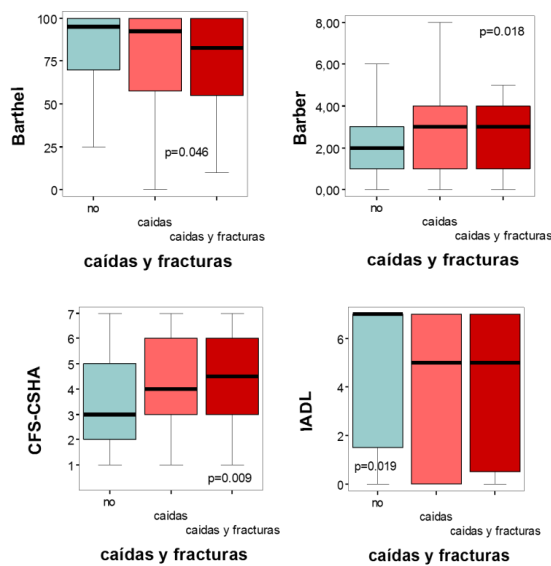 Barthel
100
75
50
25
0
p=0.046
no
caidas
caidas y fracturas
caídas y fracturas
Barber
8,00
6,00
4,00
2,00
0,00
p=0.018
no
caidas
caidas y fracturas
caídas y fracturas
CFS-CSHA
7
6
5
4
3
2
1
p=0.009
no
caidas
caidas y fracturas
caídas y fracturas
IADL
6
4
2
0
p=0.019
no
caidas
caidas y fracturas
caídas y fracturas